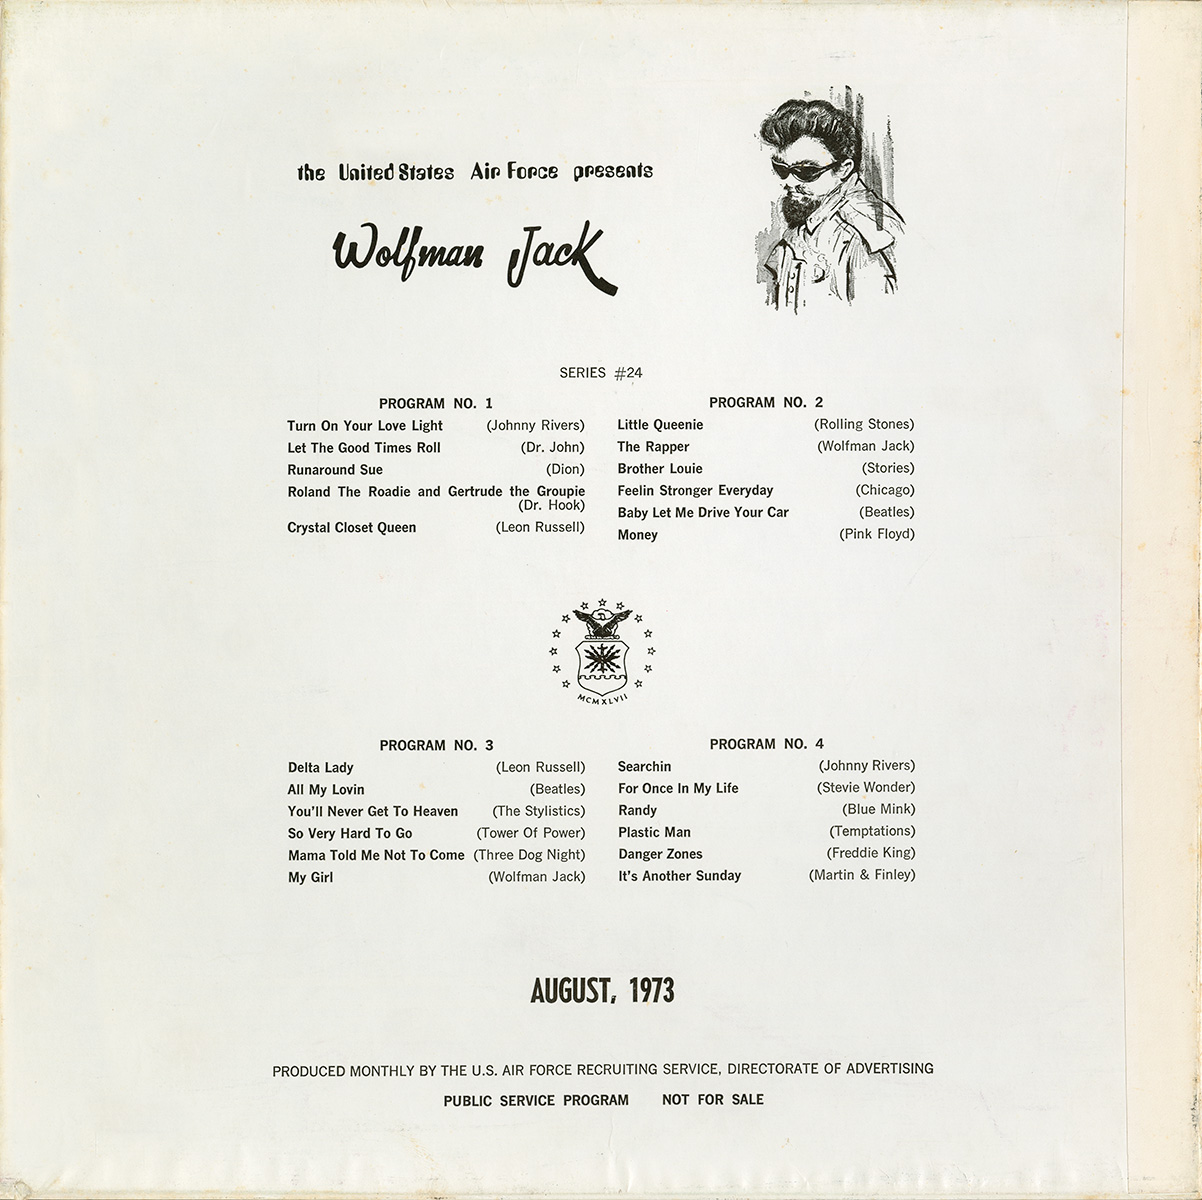 the United States Air Force presents
Wolfman Jack
SERIES #24
PROGRAM NO. 1
Turn On Your Love Light (Johnny Rivers)
Let The Good Times Roll (Dr. John)
Runaround Sue (Dion)
Roland The Roadie and Gertrude the Groupie
(Dr. Hook)
Crystal Closet Queen (Leon Russell)
PROGRAM NO. 2
Little Queenie (Rolling Stones)
The Rapper (Wolfman Jack)
Brother Louie (Stories)
Feelin Stronger Everyday (Chicago)
Baby Let Me Drive Your Car (Beatles)
Money (Pink Floyd)
MCMXLVII
PROGRAM NO. 3
Delta Lady (Leon Russell)
All My Lovin (Beatles)
You'll Never Get To Heaven (The Stylistics)
So Very Hard To Go (Tower Of Power)
Mama Told Me Not To Come (Three Dog Night)
My Girl (Wolfman Jack)
PROGRAM NO. 4
Searchin (Johnny Rivers)
For Once In My Life (Stevie Wonder)
Randy (Blue Mink)
Plastic Man (Temptations)
Danger Zones (Freddie King)
It's Another Sunday (Martin & Finley)
AUGUST, 1973
PRODUCED MONTHLY BY THE U.S. AIR FORCE RECRUITING SERVICE, DIRECTORATE OF ADVERTISING
PUBLIC SERVICE PROGRAM NOT FOR SALE